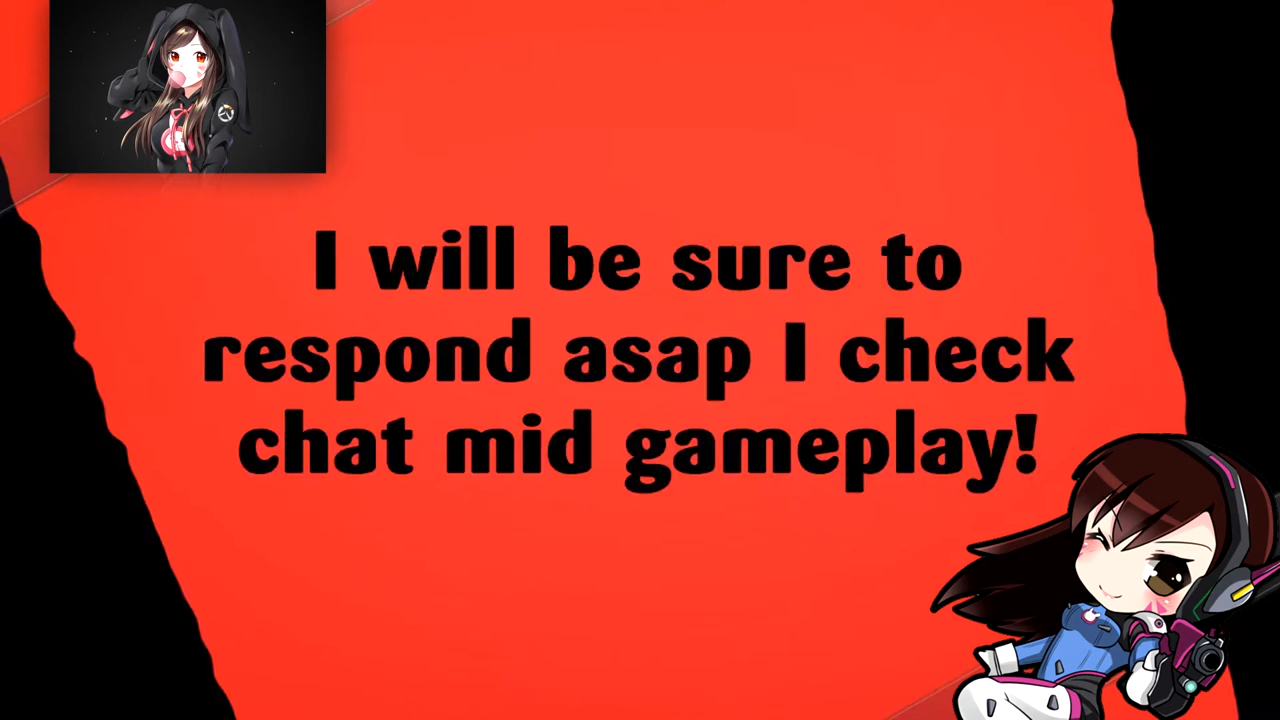 I will be sure to
respond asap I check
chat mid gameplay!